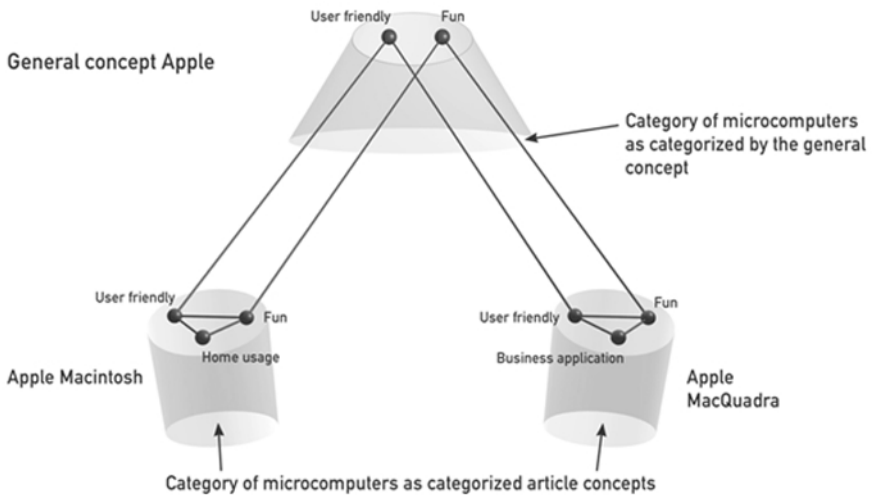 User friendly
Fun
General concept Apple
Category of microcomputers
as categorized by the general
concept
User friendly
Fun
Home usage
Apple Macintosh
User friendly
Fun
Business application
Apple
MacQuadra
Category of microcomputers as categorized article concepts